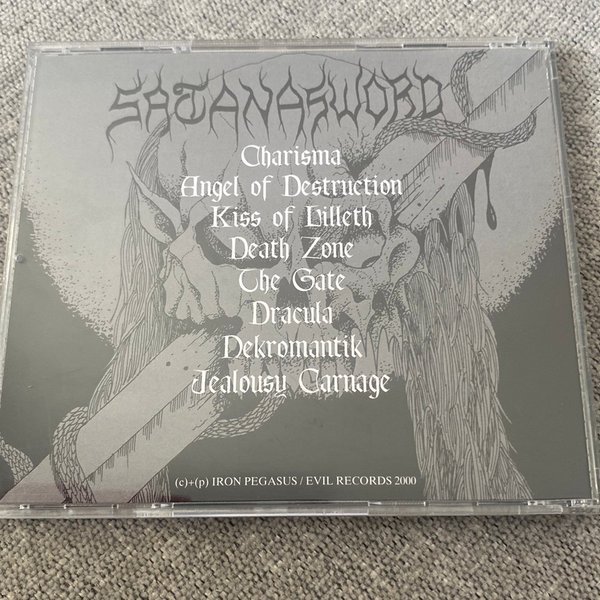 SATANASWORD
Charisma
Angel of Destruction
Kiss of Lilleth
Death Zone
The Gate
Dracula
Nekromantik
Jealousy Carnage
(c)+(p) IRON PEGASUS / EVIL RECORDS 2000